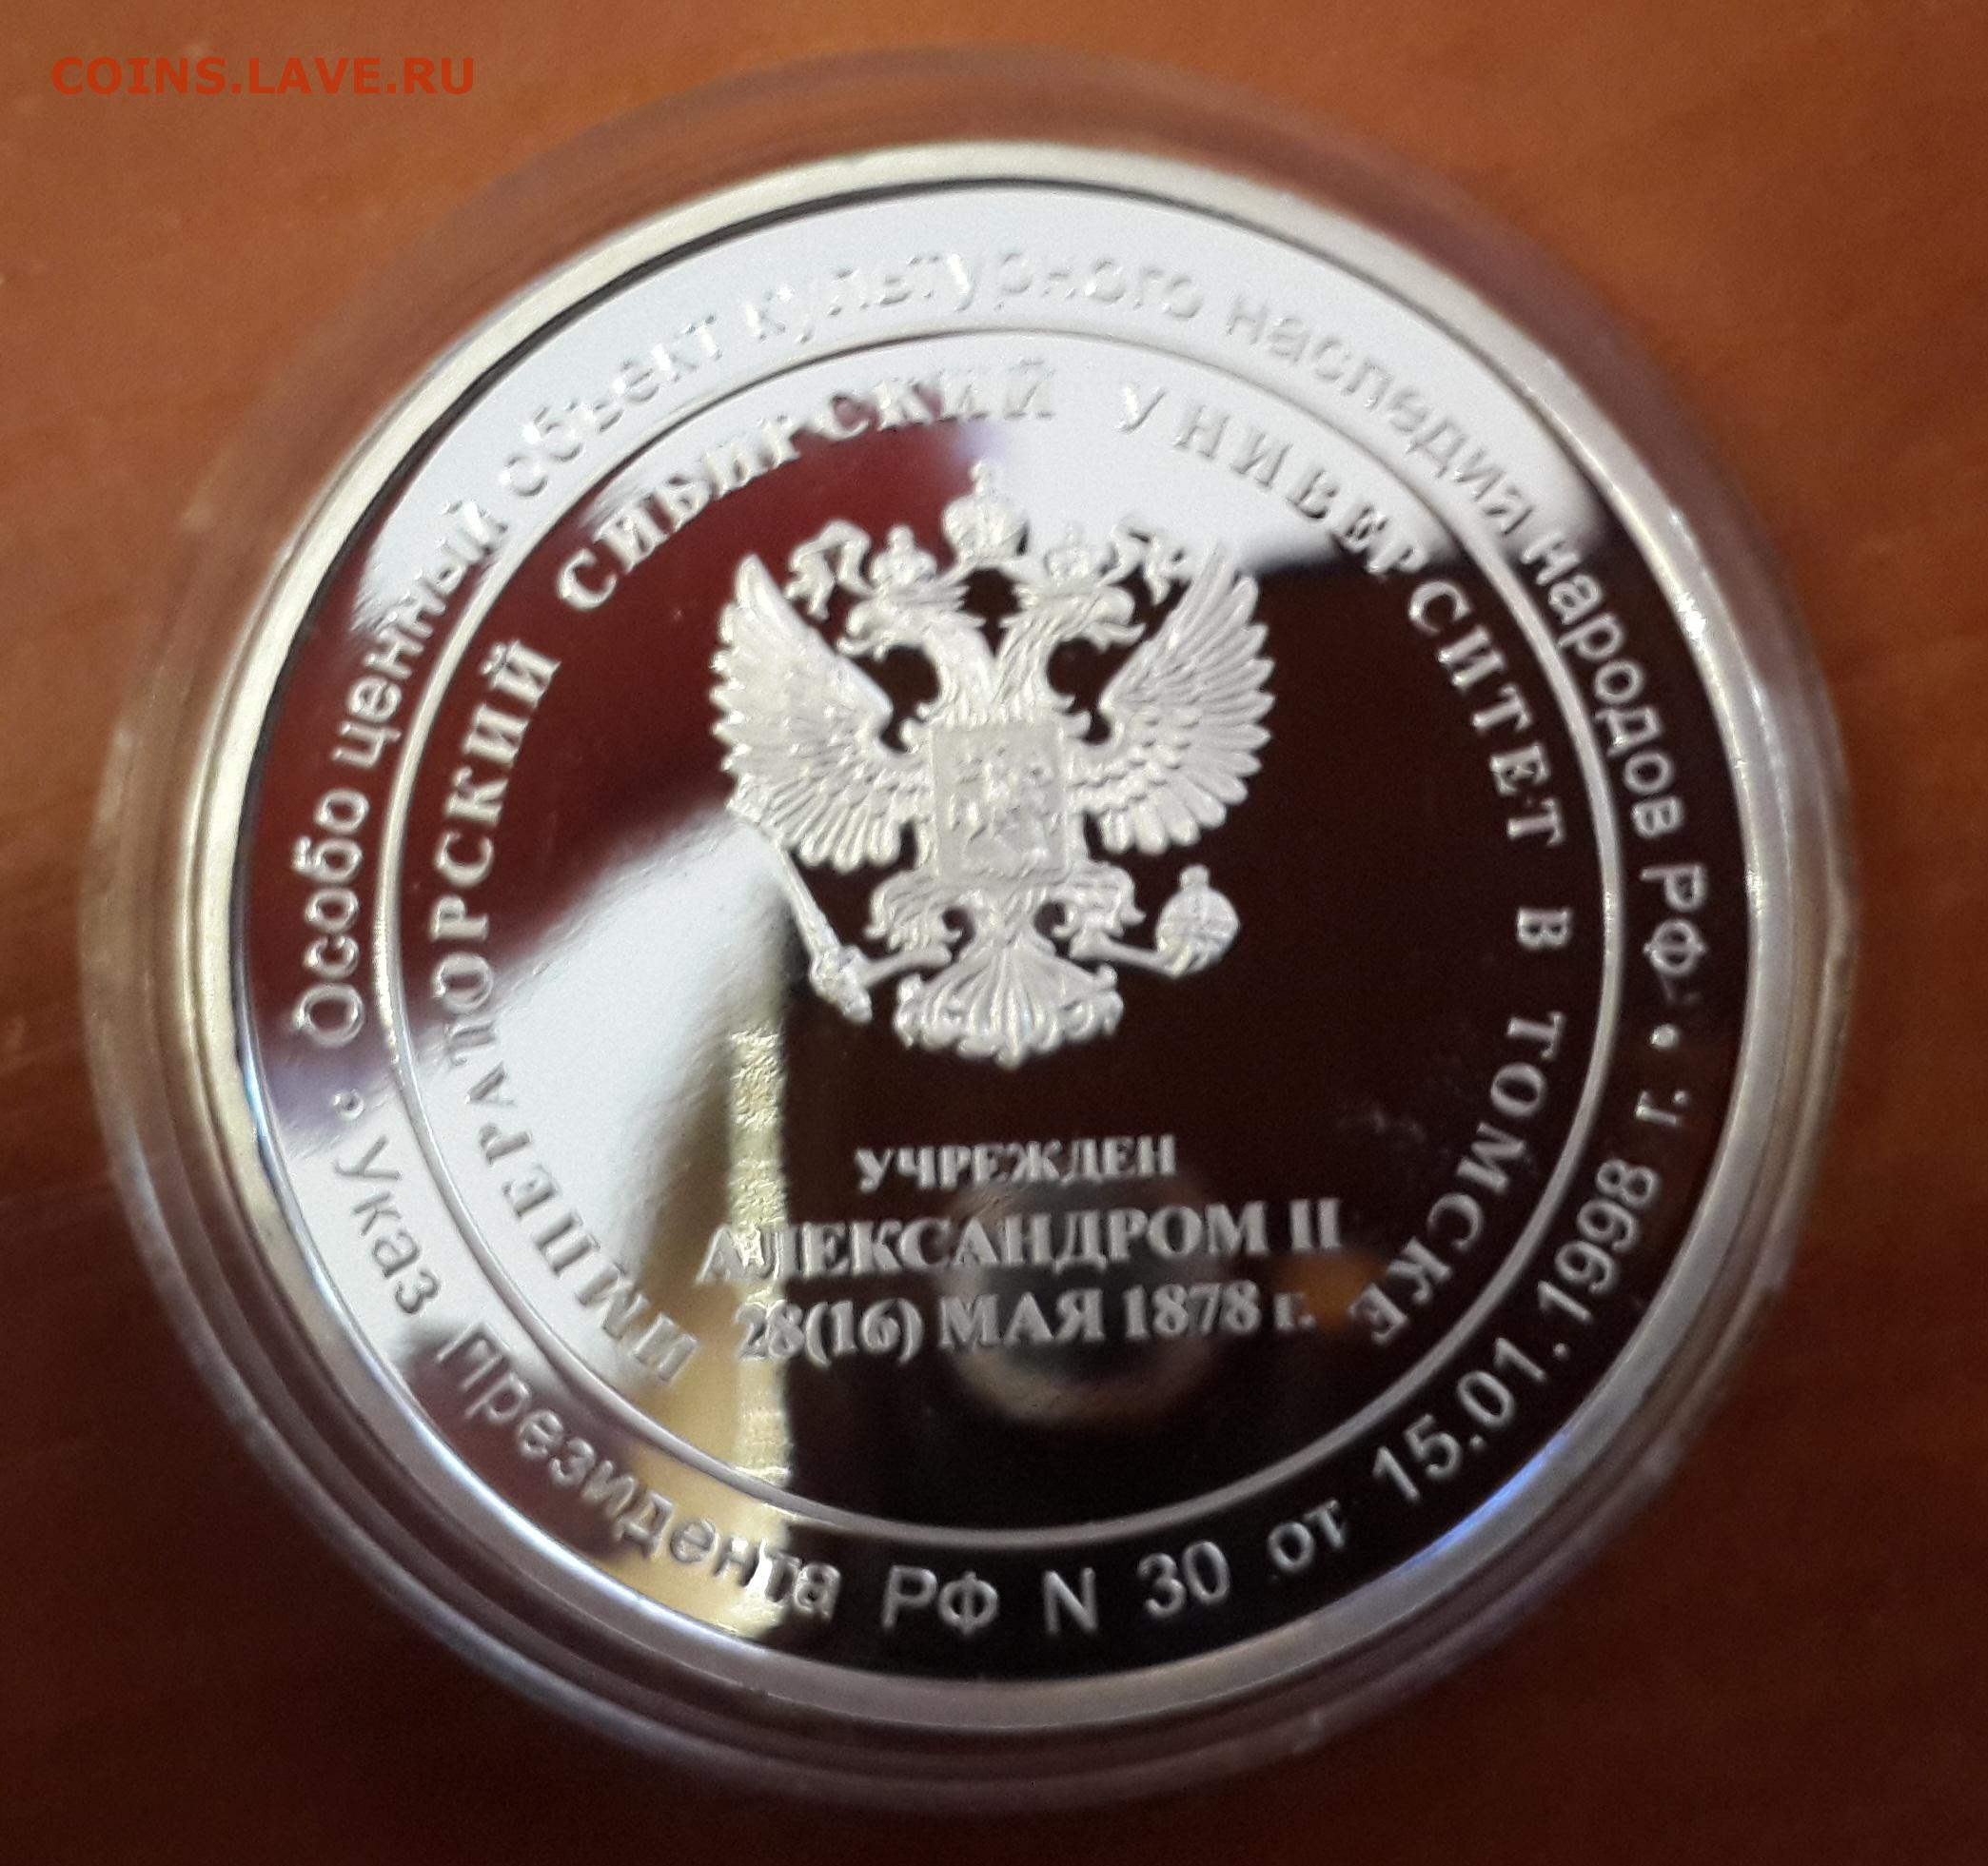 COINS.LAVE.RU
Особо ценный объект культурного наследия народов РФ.
ИМПЕРАТОРСКИЙ СИБИРСКИЙ УНИВЕРСИТЕТ В ТОМСКЕ
УЧРЕЖДЕН
АЛЕКСАНДРОМ II
28(16) МАЯ 1878 г.
• Указ Президента РФ N 30 от 15.01.1998 г. •